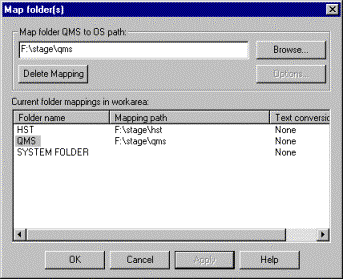 Map folder(s)
Map folder QMS to OS path:
F:\stage\qms
Browse...
Delete Mapping
Options...
Current folder mappings in workarea:
Folder name Mapping path Text conversio
HST F:\stage\hst None
QMS F:\stage\qms None
SYSTEM FOLDER None
OK Cancel Apply Help